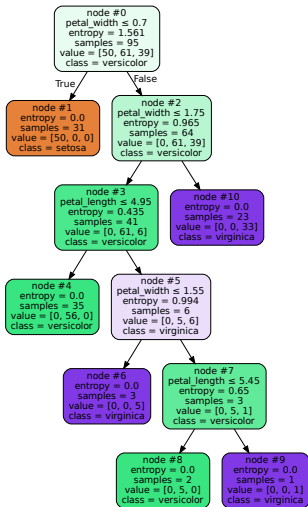 node #0
petal_width ≤ 0.7
entropy = 1.561
samples = 95
value = [50, 61, 39]
class = versicolor
True
False
node #1
entropy = 0.0
samples = 31
value = [50, 0, 0]
class = setosa
node #2
petal_width ≤ 1.75
entropy = 0.965
samples = 64
value = [0, 61, 39]
class = versicolor
node #3
petal_length ≤ 4.95
entropy = 0.435
samples = 41
value = [0, 61, 6]
class = versicolor
node #10
entropy = 0.0
samples = 23
value = [0, 0, 33]
class = virginica
node #4
entropy = 0.0
samples = 35
value = [0, 56, 0]
class = versicolor
node #5
petal_width ≤ 1.55
entropy = 0.994
samples = 6
value = [0, 5, 6]
class = virginica
node #6
entropy = 0.0
samples = 3
value = [0, 0, 5]
class = virginica
node #7
petal_length ≤ 5.45
entropy = 0.65
samples = 3
value = [0, 5, 1]
class = versicolor
node #8
entropy = 0.0
samples = 2
value = [0, 5, 0]
class = versicolor
node #9
entropy = 0.0
samples = 1
value = [0, 0, 1]
class = virginica